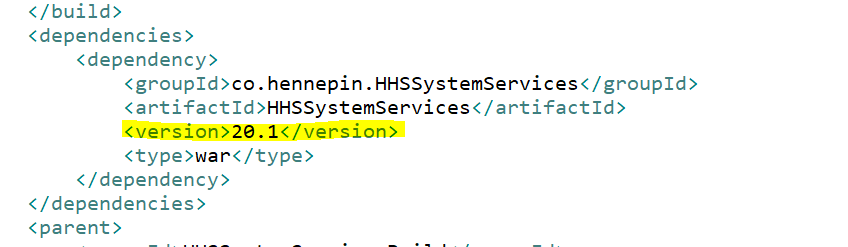 </build>
<dependencies>
<dependency>
<groupId>co.hennepin.HHSSystemServices</groupId>
<artifactId>HHSSystemServices</artifactId>
<version>20.1</version>
<type>war</type>
</dependency>
</dependencies>
<parent>